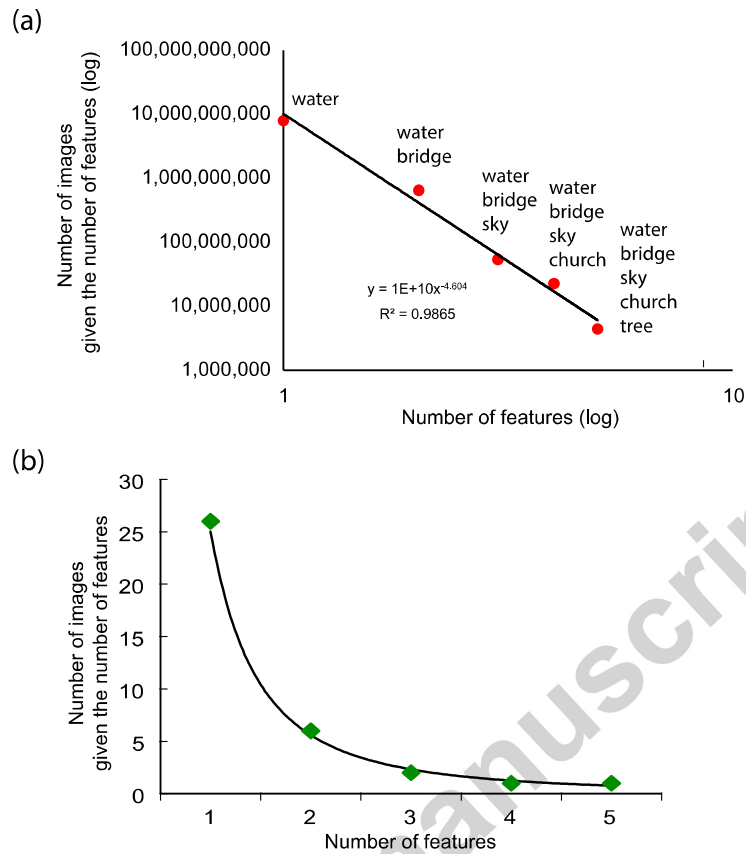 (a)
Number of images
given the number of features (log)
100,000,000,000
10,000,000,000
1,000,000,000
100,000,000
10,000,000
1,000,000
water
water
bridge
water
bridge
sky
water
bridge
sky
church
water
bridge
sky
church
tree
y = 1E+10x^-4.604
R² = 0.9865
1 10
Number of features (log)
(b)
Number of images
given the number of features
30
25
20
15
10
5
0
1 2 3 4 5
Number of features